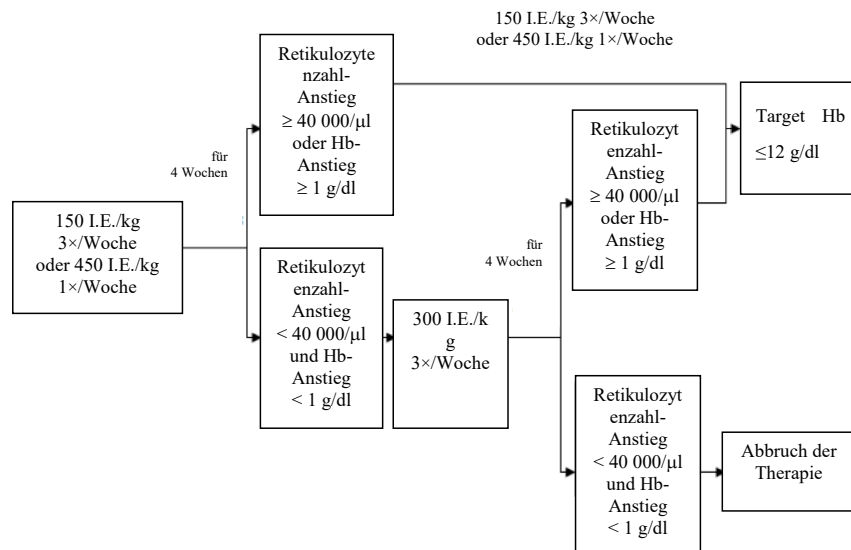 150 I.E./kg 3×/Woche
oder 450 I.E./kg 1×/Woche
150 I.E./kg
3×/Woche
oder 450 I.E./kg
1×/Woche
für
4 Wochen
Retikulozyte
nzahl-
Anstieg
≥ 40 000/µl
oder Hb-
Anstieg
≥ 1 g/dl
Retikulozyt
enzahl-
Anstieg
< 40 000/µl
und Hb-
Anstieg
< 1 g/dl
300 I.E./k
g
3×/Woche
für
4 Wochen
Retikulozyt
enzahl-
Anstieg
≥ 40 000/µl
oder Hb-
Anstieg
≥ 1 g/dl
Target Hb
≤12 g/dl
Retikulozyt
enzahl-
Anstieg
< 40 000/µl
und Hb-
Anstieg
< 1 g/dl
Abbruch der
Therapie